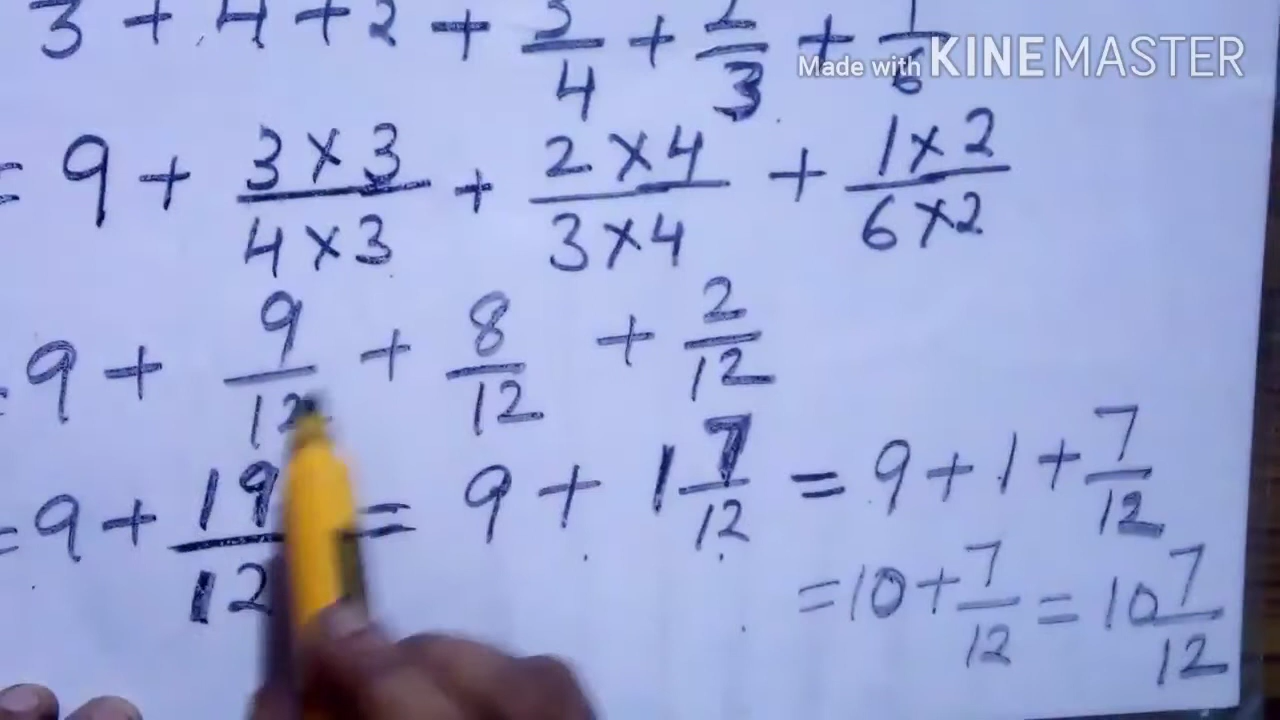 3 + 4 + 2 + 3/4 + 2/3 + 1/6
Made with KINEMASTER
= 9 + 3×3/4×3 + 2×4/3×4 + 1×2/6×2
= 9 + 9/12 + 8/12 + 2/12
= 9 + 19/12 = 9 + 1 7/12 = 9 + 1 + 7/12
= 10 + 7/12 = 10 7/12